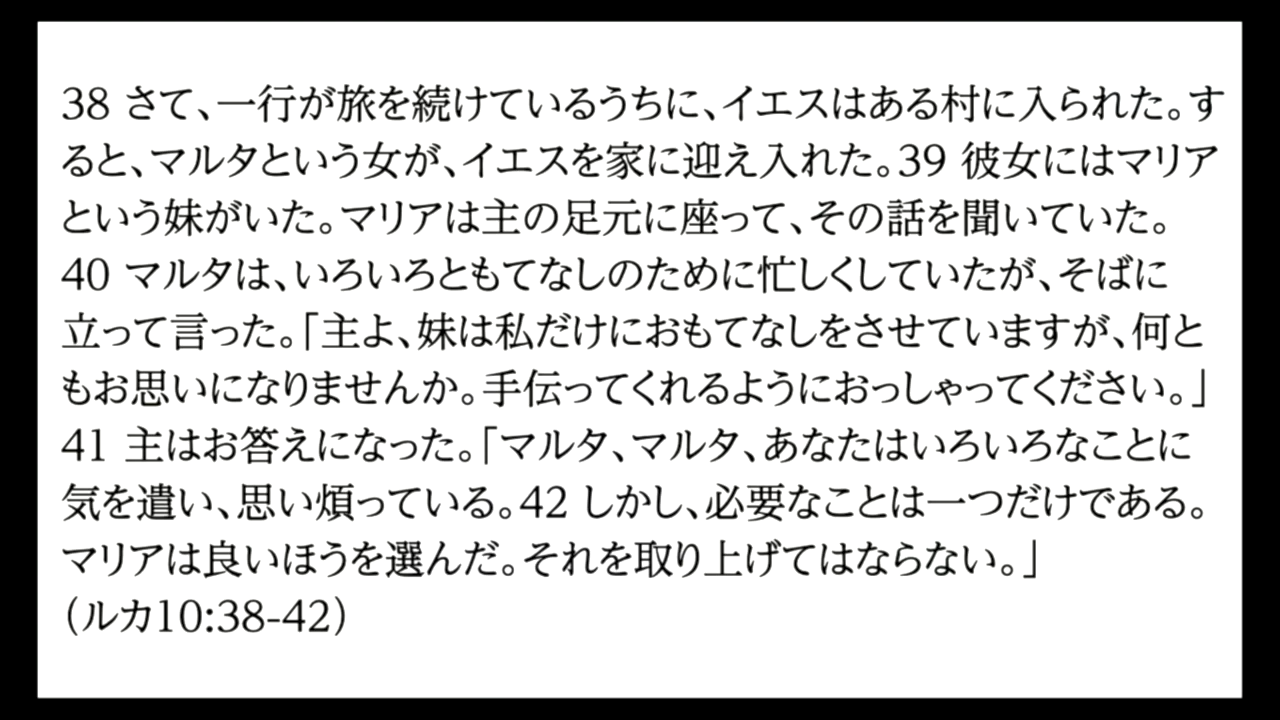 38 さて、一行が旅を続けているうちに、イエスはある村に入られた。す
ると、マルタという女が、イエスを家に迎え入れた。39 彼女にはマリア
という妹がいた。マリアは主の足元に座って、その話を聞いていた。
40 マルタは、いろいろともてなしのために忙しくしていたが、そばに
立って言った。「主よ、妹は私だけにおもてなしをさせていますが、何と
もお思いになりませんか。手伝ってくれるようにおっしゃってください。」
41 主はお答えになった。「マルタ、マルタ、あなたはいろいろなことに
気を遣い、思い煩っている。42 しかし、必要なことは一つだけである。
マリアは良いほうを選んだ。それを取り上げてはならない。」
（ルカ10:38-42）